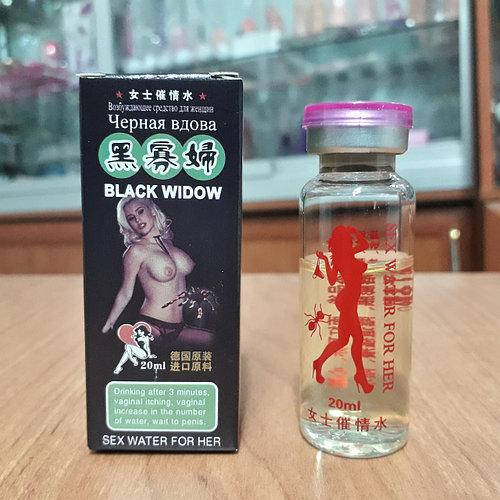 ★ 女士催情水 ★
Возбуждающее средство для женщин
Черная вдова
黑寡婦
BLACK WIDOW
20ml
德国原装
进口原料
Drinking after 3 minutes,
vaginal itching, vaginal
increase in the number
of water, wait to penis.
SEX WATER FOR HER
SEX WATER FOR HER
20ml
女士催情水